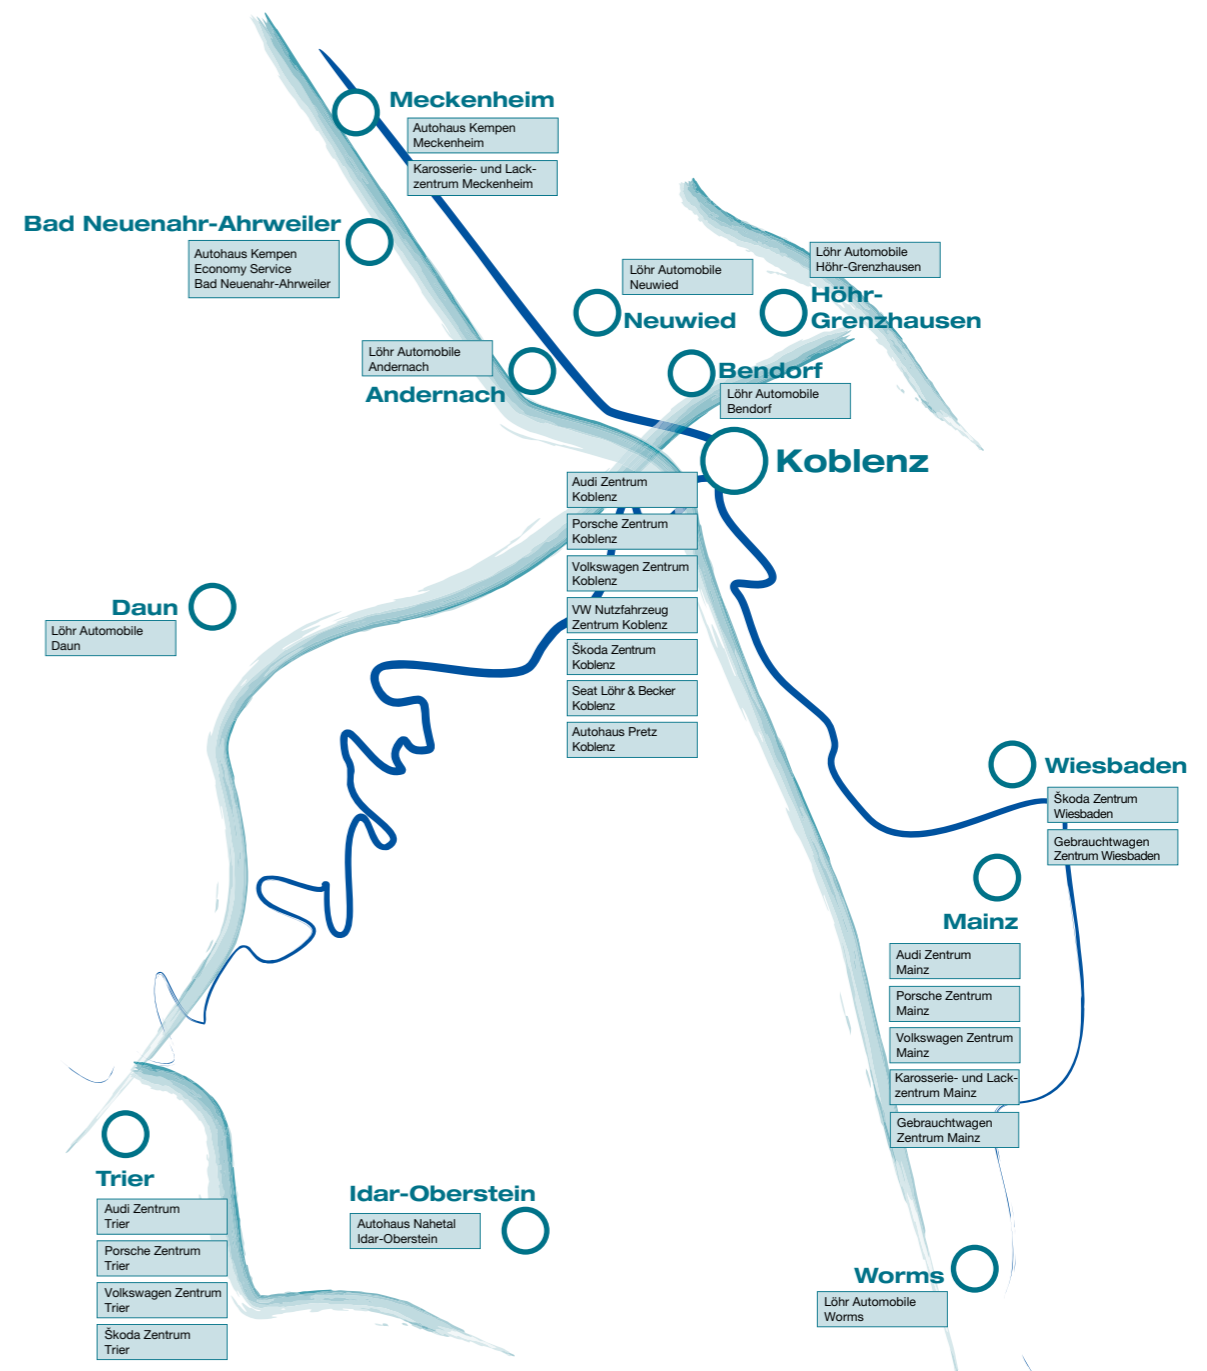 Meckenheim
Autohaus Kempen
Meckenheim
Karosserie- und Lack-
zentrum Meckenheim
Bad Neuenahr-Ahrweiler
Autohaus Kempen
Economy Service
Bad Neuenahr-Ahrweiler
Löhr Automobile
Höhr-Grenzhausen
Höhr-
Grenzhausen
Löhr Automobile
Neuwied
Neuwied
Löhr Automobile
Andernach
Andernach
Bendorf
Löhr Automobile
Bendorf
Koblenz
Audi Zentrum
Koblenz
Porsche Zentrum
Koblenz
Volkswagen Zentrum
Koblenz
VW Nutzfahrzeug
Zentrum Koblenz
Škoda Zentrum
Koblenz
Seat Löhr & Becker
Koblenz
Autohaus Pretz
Koblenz
Daun
Löhr Automobile
Daun
Wiesbaden
Škoda Zentrum
Wiesbaden
Gebrauchtwagen
Zentrum Wiesbaden
Mainz
Audi Zentrum
Mainz
Porsche Zentrum
Mainz
Volkswagen Zentrum
Mainz
Karosserie- und Lack-
zentrum Mainz
Gebrauchtwagen
Zentrum Mainz
Trier
Audi Zentrum
Trier
Porsche Zentrum
Trier
Volkswagen Zentrum
Trier
Škoda Zentrum
Trier
Idar-Oberstein
Autohaus Nahetal
Idar-Oberstein
Worms
Löhr Automobile
Worms